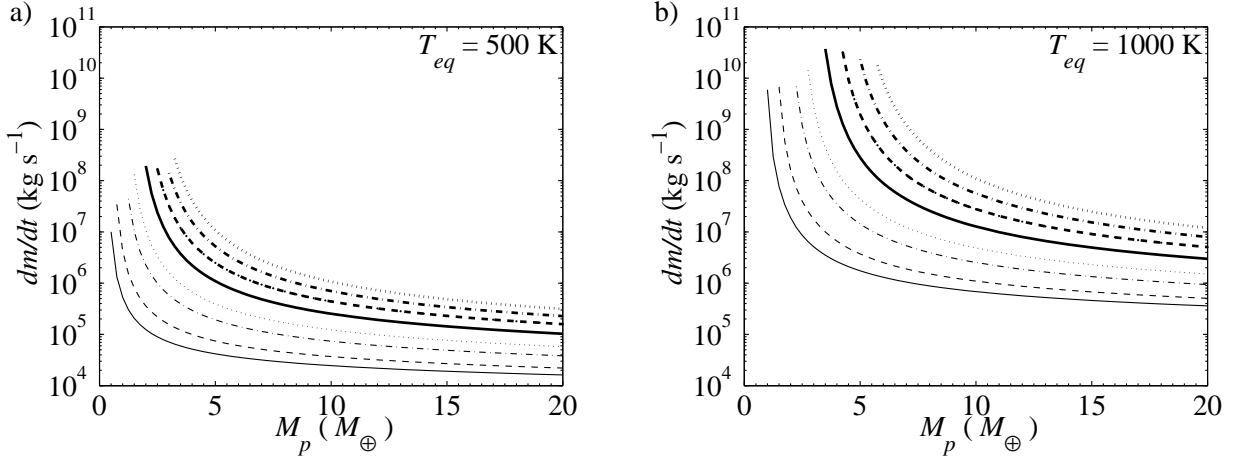 a)
T_eq = 500 K
10^11
10^10
10^9
10^8
10^7
10^6
10^5
10^4
dm/dt (kg s^−1)
0 5 10 15 20
M_p ( M_⊕ )
b)
T_eq = 1000 K
10^11
10^10
10^9
10^8
10^7
10^6
10^5
10^4
dm/dt (kg s^−1)
0 5 10 15 20
M_p ( M_⊕ )